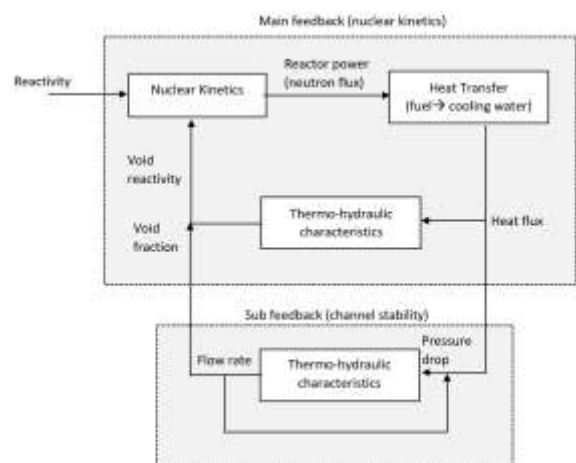 Main feedback (nuclear kinetics)
Reactivity
Nuclear Kinetics
Reactor power
(neutron flux)
Heat Transfer
(fuel→ cooling water)
Void
reactivity
Void
fraction
Thermo-hydraulic
characteristics
Heat flux
Sub feedback (channel stability)
Flow rate
Thermo-hydraulic
characteristics
Pressure
drop